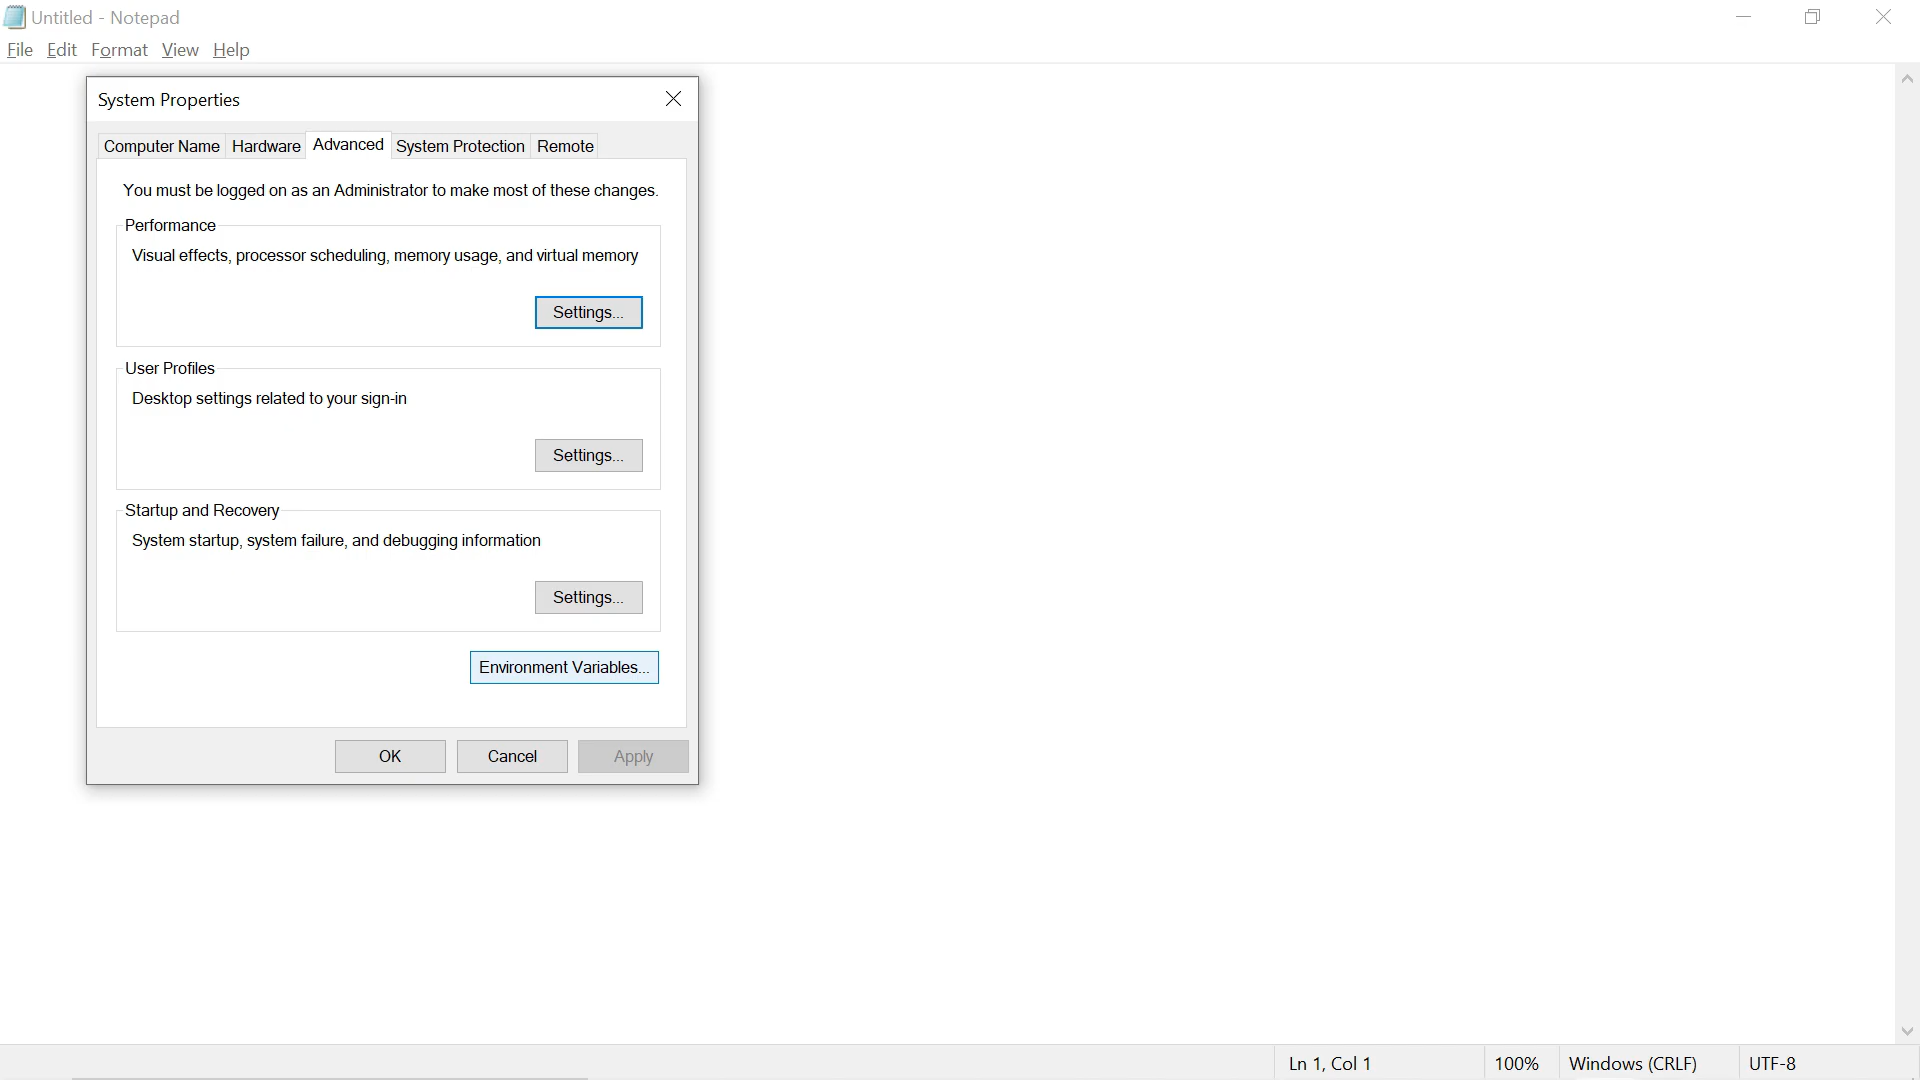 Untitled - Notepad
File Edit Format View Help
System Properties
Computer Name Hardware Advanced System Protection Remote
You must be logged on as an Administrator to make most of these changes.
Performance
Visual effects, processor scheduling, memory usage, and virtual memory
Settings...
User Profiles
Desktop settings related to your sign-in
Settings...
Startup and Recovery
System startup, system failure, and debugging information
Settings...
Environment Variables...
OK Cancel Apply
Ln 1, Col 1 100% Windows (CRLF) UTF-8